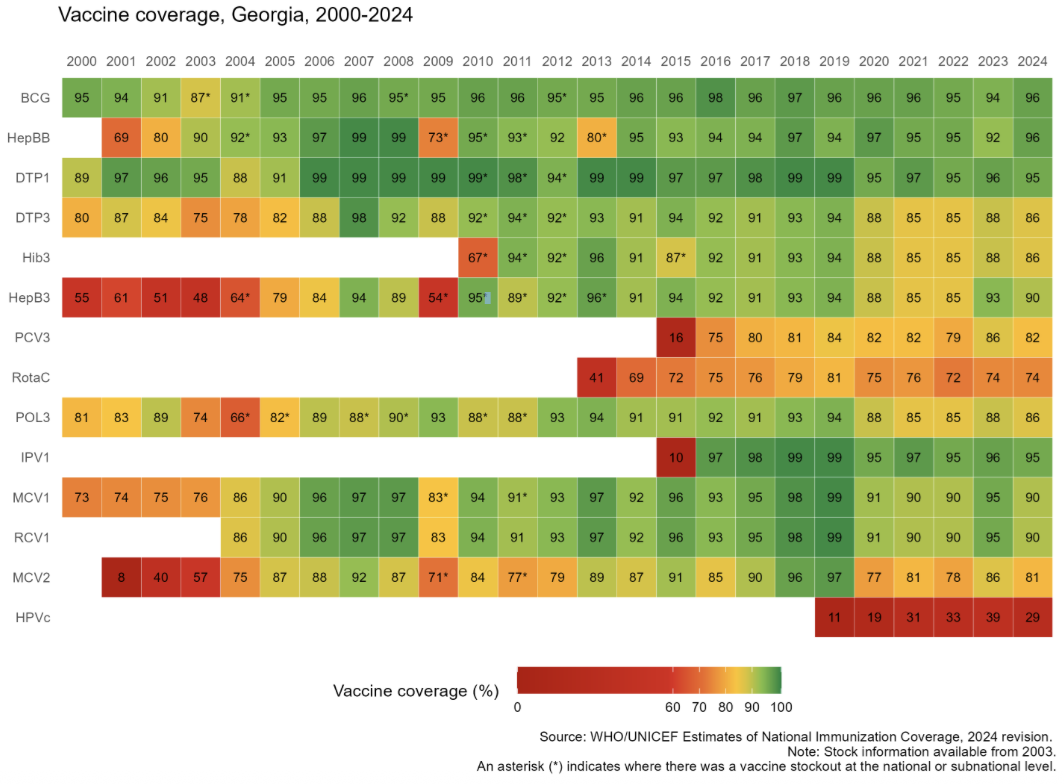 Vaccine coverage, Georgia, 2000-2024
2000 2001 2002 2003 2004 2005 2006 2007 2008 2009 2010 2011 2012 2013 2014 2015 2016 2017 2018 2019 2020 2021 2022 2023 2024
BCG 95 94 91 87* 91* 95 95 96 95* 95 96 96 95* 95 96 96 98 96 97 96 96 96 95 94 96
HepBB 69 80 90 92* 93 97 99 99 73* 95* 93* 92 80* 95 93 94 94 97 94 97 95 95 92 96
DTP1 89 97 96 95 88 91 99 99 99 99 99* 98* 94* 99 99 97 97 98 99 99 95 97 95 96 95
DTP3 80 87 84 75 78 82 88 98 92 88 92* 94* 92* 93 91 94 92 91 93 94 88 85 85 88 86
Hib3 67* 94* 92* 96 91 87* 92 91 93 94 88 85 85 88 86
HepB3 55 61 51 48 64* 79 84 94 89 54* 95* 89* 92* 96* 91 94 92 91 93 94 88 85 85 93 90
PCV3 16 75 80 81 84 82 82 79 86 82
RotaC 41 69 72 75 76 79 81 75 76 72 74 74
POL3 81 83 89 74 66* 82* 89 88* 90* 93 88* 88* 93 94 91 91 92 91 93 94 88 85 85 88 86
IPV1 10 97 98 99 99 95 97 95 96 95
MCV1 73 74 75 76 86 90 96 97 97 83* 94 91* 93 97 92 96 93 95 98 99 91 90 90 95 90
RCV1 86 90 96 97 97 83 94 91 93 97 92 96 93 95 98 99 91 90 90 95 90
MCV2 8 40 57 75 87 88 92 87 71* 84 77* 79 89 87 91 85 90 96 97 77 81 78 86 81
HPVc 11 19 31 33 39 29
Vaccine coverage (%)
0 60 70 80 90 100
Source: WHO/UNICEF Estimates of National Immunization Coverage, 2024 revision.
Note: Stock information available from 2003.
An asterisk (*) indicates where there was a vaccine stockout at the national or subnational level.